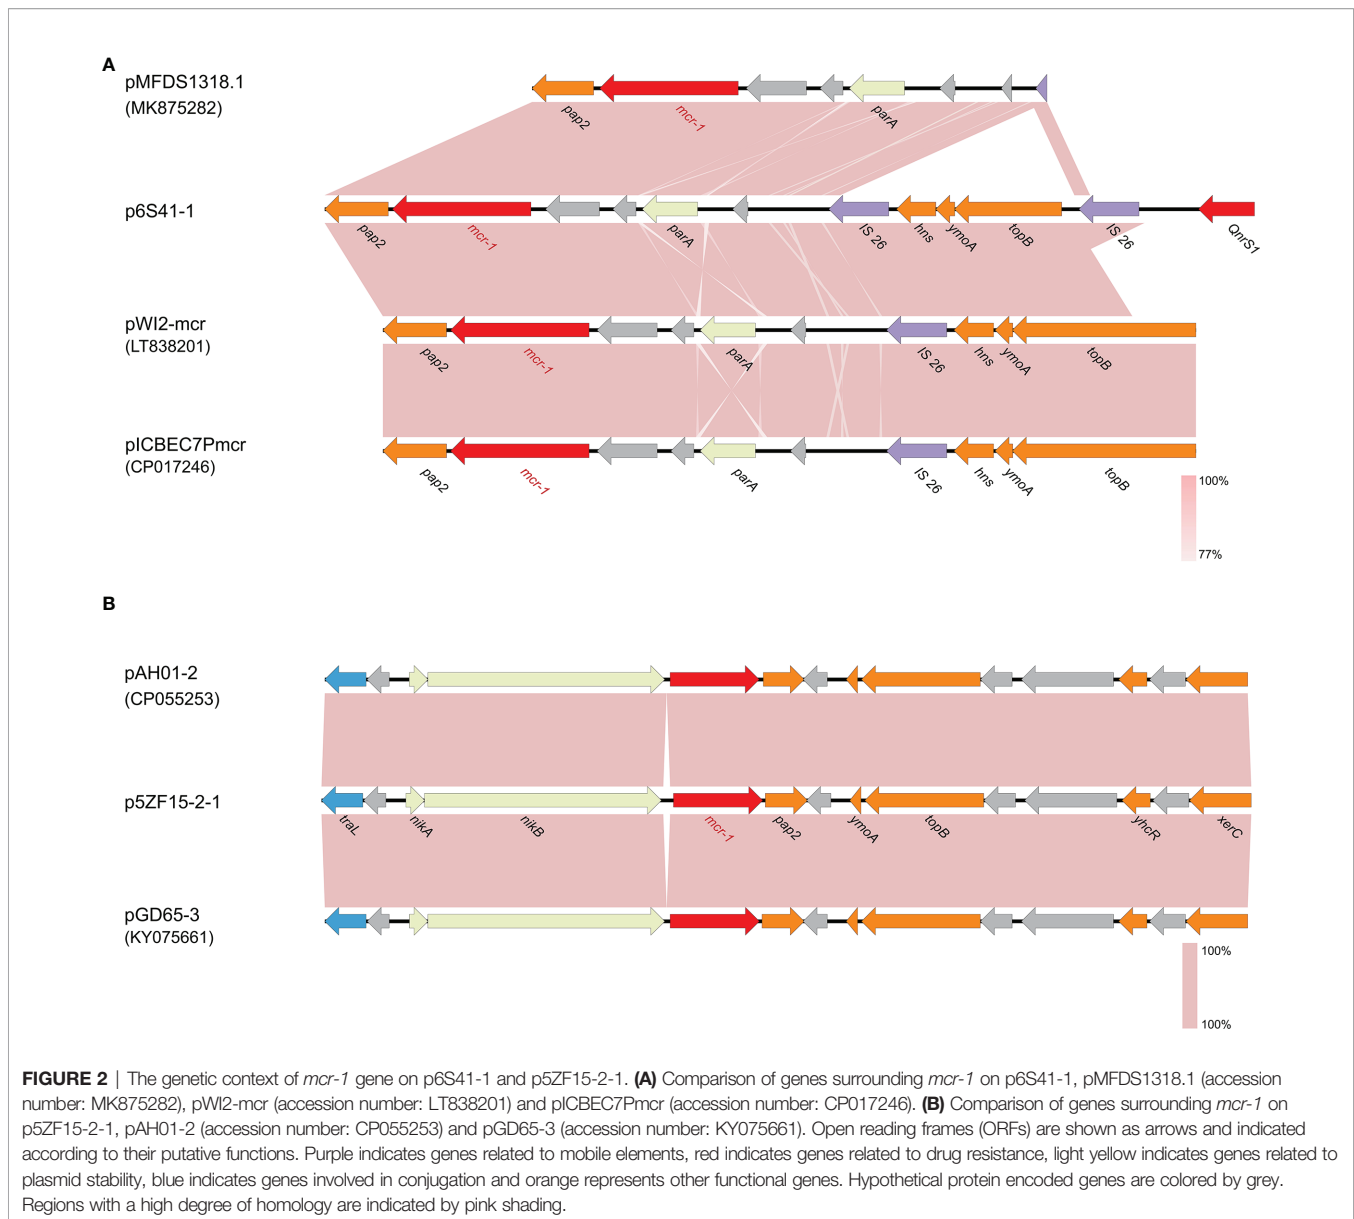 A
pMFDS1318.1
(MK875282)
pap2 mcr-1 parA
p6S41-1
pap2 mcr-1 parA IS 26 hns ymoA topB IS 26 QnrS1
pWI2-mcr
(LT838201)
pap2 mcr-1 parA IS 26 hns ymoA topB
pICBEC7Pmcr
(CP017246)
pap2 mcr-1 parA IS 26 hns ymoA topB
100%
77%
B
pAH01-2
(CP055253)
p5ZF15-2-1
traL nikA nikB mcr-1 pap2 ymoA topB yhcR xerC
pGD65-3
(KY075661)
100%
100%
FIGURE 2 | The genetic context of mcr-1 gene on p6S41-1 and p5ZF15-2-1. (A) Comparison of genes surrounding mcr-1 on p6S41-1, pMFDS1318.1 (accession
number: MK875282), pWI2-mcr (accession number: LT838201) and pICBEC7Pmcr (accession number: CP017246). (B) Comparison of genes surrounding mcr-1 on
p5ZF15-2-1, pAH01-2 (accession number: CP055253) and pGD65-3 (accession number: KY075661). Open reading frames (ORFs) are shown as arrows and indicated
according to their putative functions. Purple indicates genes related to mobile elements, red indicates genes related to drug resistance, light yellow indicates genes related to
plasmid stability, blue indicates genes involved in conjugation and orange represents other functional genes. Hypothetical protein encoded genes are colored by grey.
Regions with a high degree of homology are indicated by pink shading.